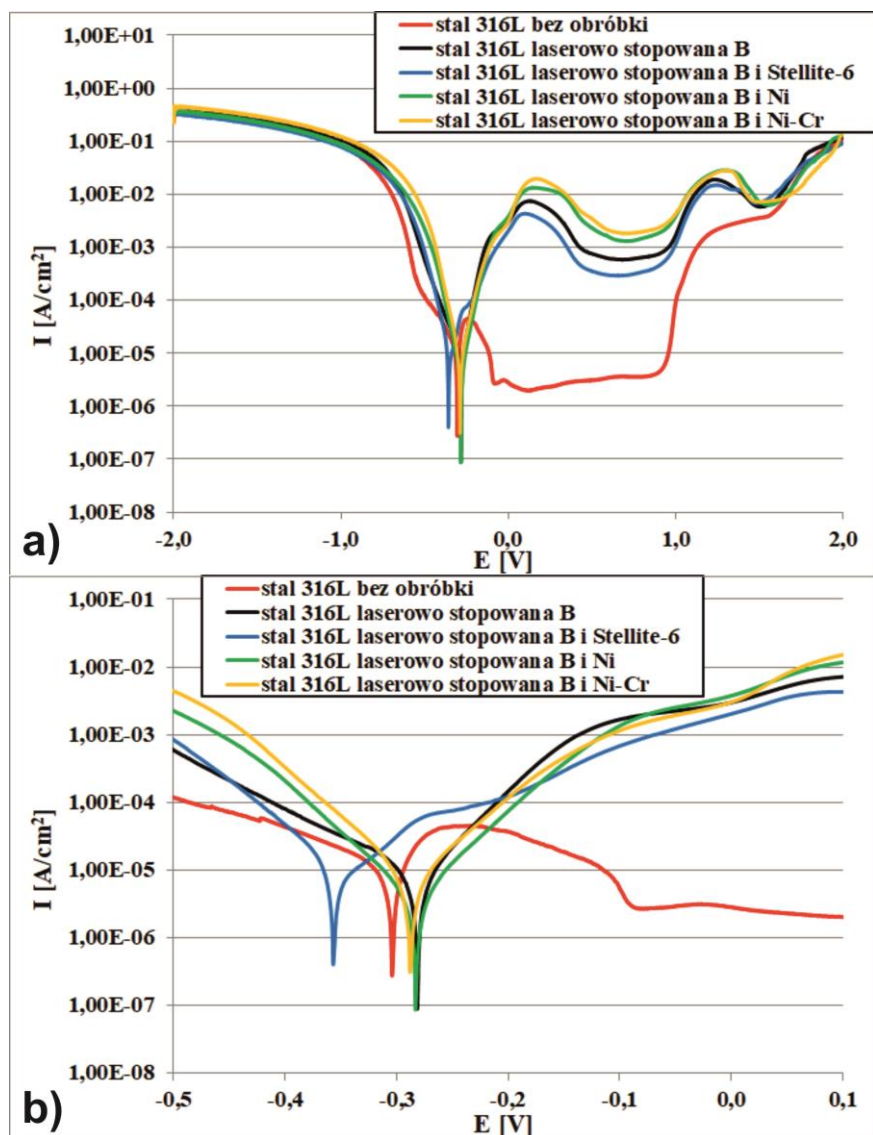 stal 316L bez obróbki
stal 316L laserowo stopowana B
stal 316L laserowo stopowana B i Stellite-6
stal 316L laserowo stopowana B i Ni
stal 316L laserowo stopowana B i Ni-Cr
I [A/cm²]
1,00E+01
1,00E+00
1,00E-01
1,00E-02
1,00E-03
1,00E-04
1,00E-05
1,00E-06
1,00E-07
1,00E-08
-2,0 -1,0 0,0 1,0 2,0
E [V]
a)
stal 316L bez obróbki
stal 316L laserowo stopowana B
stal 316L laserowo stopowana B i Stellite-6
stal 316L laserowo stopowana B i Ni
stal 316L laserowo stopowana B i Ni-Cr
I [A/cm²]
1,00E-01
1,00E-02
1,00E-03
1,00E-04
1,00E-05
1,00E-06
1,00E-07
1,00E-08
-0,5 -0,4 -0,3 -0,2 -0,1 0,0 0,1
E [V]
b)